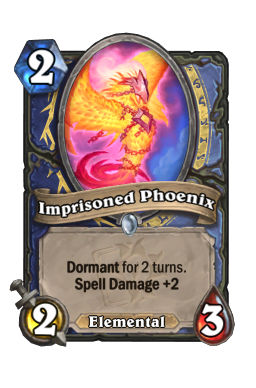 2
Imprisoned Phoenix
Dormant for 2 turns.
Spell Damage +2
2
Elemental
3